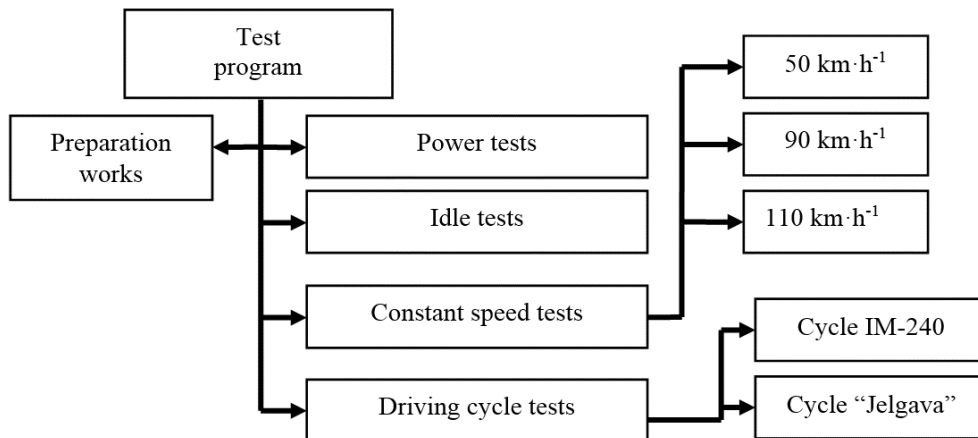 Test
program
Preparation
works
Power tests
Idle tests
Constant speed tests
Driving cycle tests
50 km·h⁻¹
90 km·h⁻¹
110 km·h⁻¹
Cycle IM-240
Cycle “Jelgava”